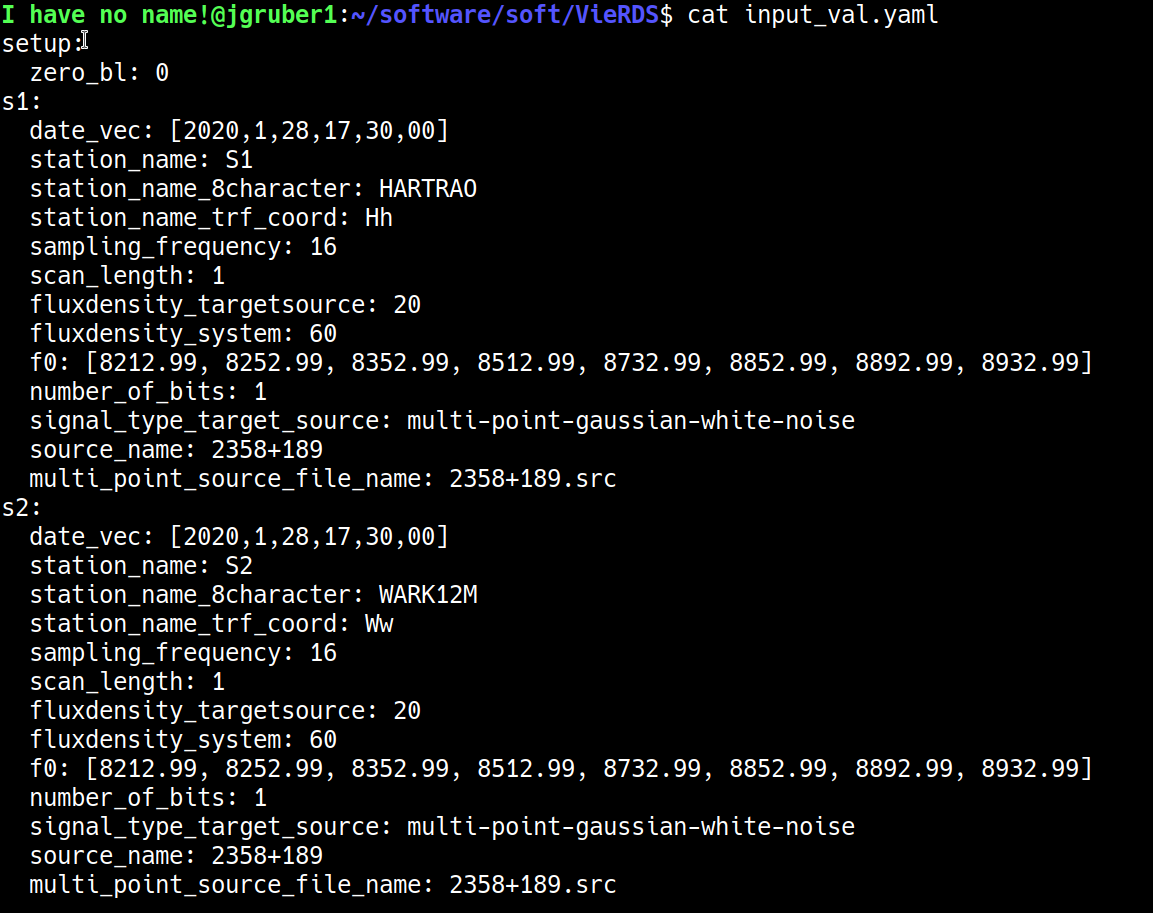 I have no name!@jgruber1:~/software/soft/VieRDS$ cat input_val.yaml
setup:
  zero_bl: 0
s1:
  date_vec: [2020,1,28,17,30,00]
  station_name: S1
  station_name_8character: HARTRAO
  station_name_trf_coord: Hh
  sampling_frequency: 16
  scan_length: 1
  fluxdensity_targetsource: 20
  fluxdensity_system: 60
  f0: [8212.99, 8252.99, 8352.99, 8512.99, 8732.99, 8852.99, 8892.99, 8932.99]
  number_of_bits: 1
  signal_type_target_source: multi-point-gaussian-white-noise
  source_name: 2358+189
  multi_point_source_file_name: 2358+189.src
s2:
  date_vec: [2020,1,28,17,30,00]
  station_name: S2
  station_name_8character: WARK12M
  station_name_trf_coord: Ww
  sampling_frequency: 16
  scan_length: 1
  fluxdensity_targetsource: 20
  fluxdensity_system: 60
  f0: [8212.99, 8252.99, 8352.99, 8512.99, 8732.99, 8852.99, 8892.99, 8932.99]
  number_of_bits: 1
  signal_type_target_source: multi-point-gaussian-white-noise
  source_name: 2358+189
  multi_point_source_file_name: 2358+189.src